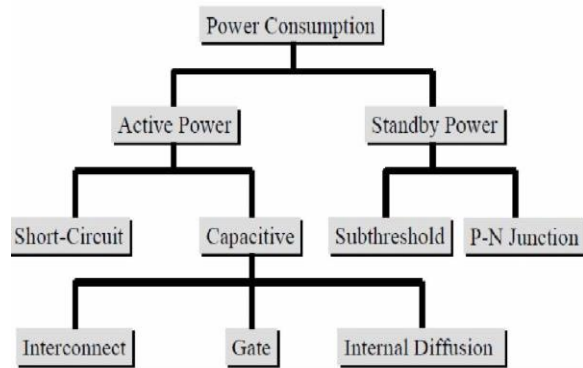 Power Consumption
Active Power
Standby Power
Short-Circuit
Capacitive
Subthreshold
P-N Junction
Interconnect
Gate
Internal Diffusion